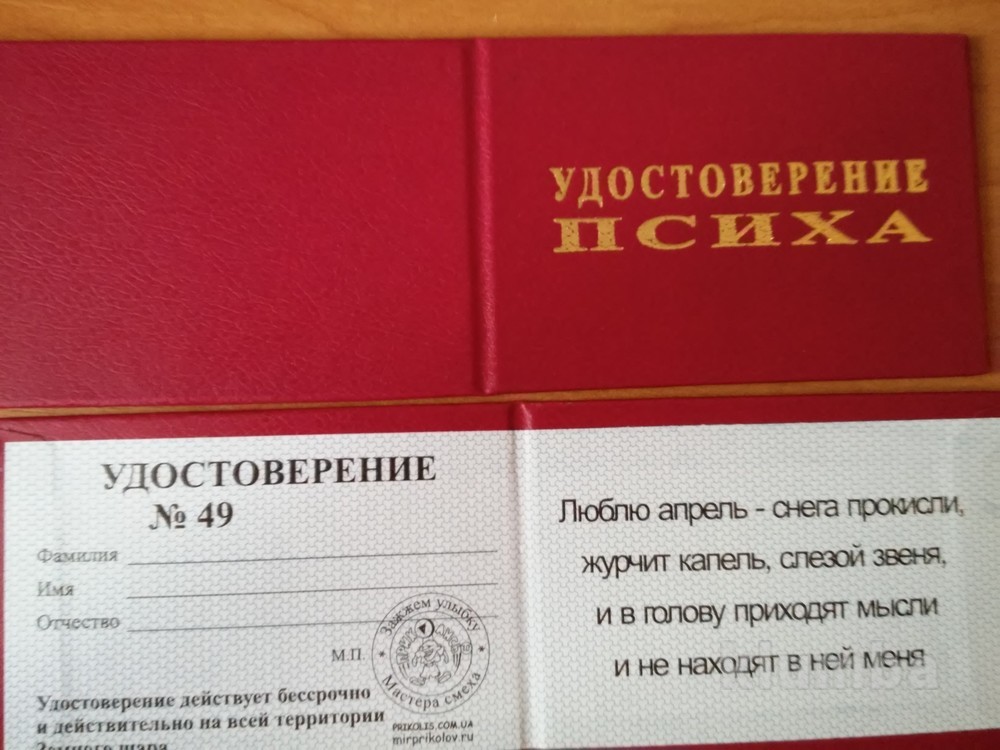 УДОСТОВЕРЕНИЕ
ПСИХА
УДОСТОВЕРЕНИЕ
№ 49
Фамилия
Имя
Отчество
М.П.
Зажжем улыбку
Мастера смеха
PRIKOLIS.COM.UA
mirprikolov.ru
Удостоверение действует бессрочно
и действительно на всей территории
Земного шара
Люблю апрель - снега прокисли,
журчит капель, слезой звеня,
и в голову приходят мысли
и не находят в ней меня